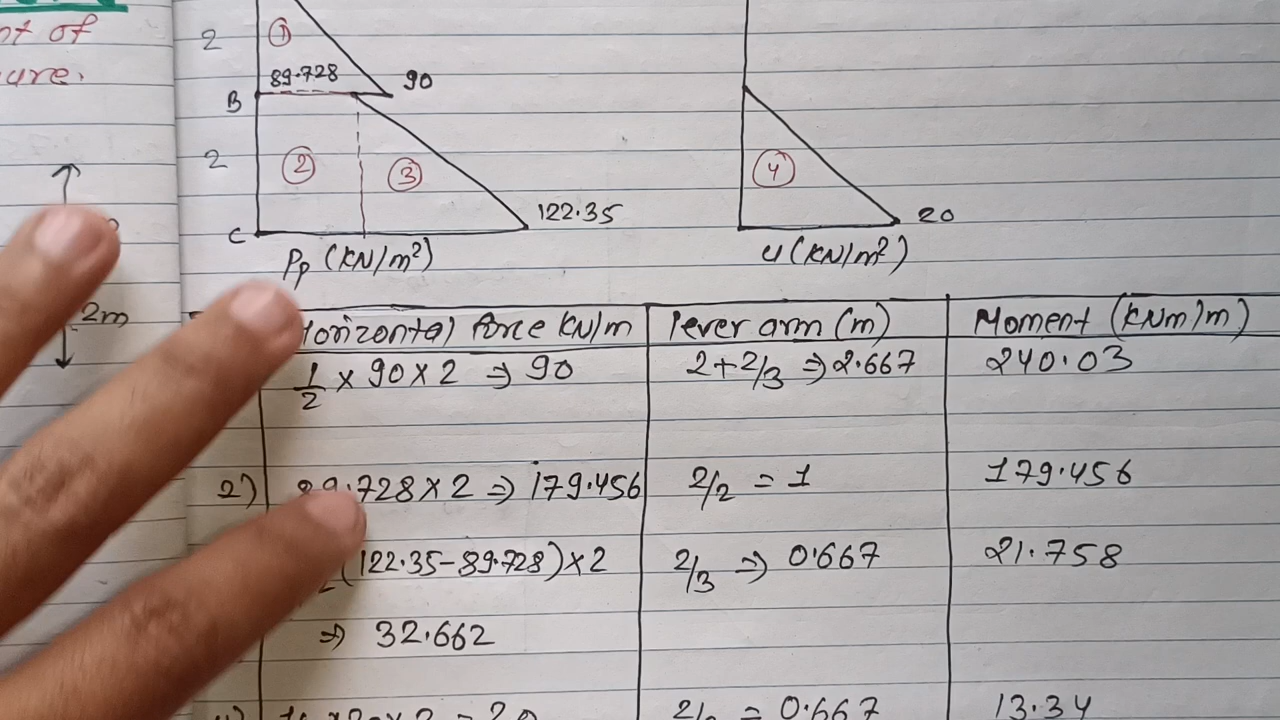 nt of
ure.
2
①
89.728
90
B
2
②
③
④
122.35
20
C
Pp (KN/m²)
U (KN/m²)
2m
Horizontal force KN/m
lever arm (m)
Moment (KNm/m)
1/2 × 90 × 2 ⇒ 90
2+2/3 ⇒ 2.667
240.03
2)
89.728 × 2 ⇒ 179.456
2/2 = 1
179.456
(122.35-89.728) × 2
2/3 ⇒ 0.667
21.758
⇒ 32.662
= 20
= 0.667
13.34